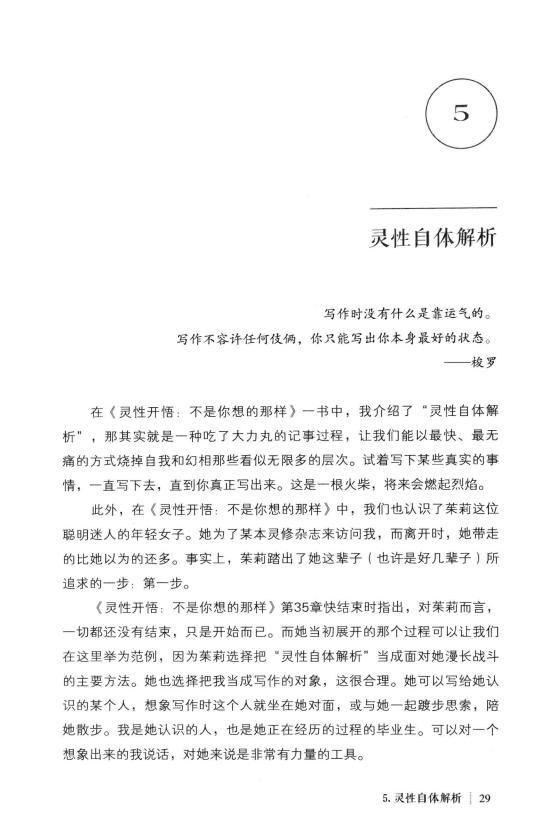 5
灵性自体解析
写作时没有什么是靠运气的。
写作不容许任何伎俩，你只能写出你本身最好的状态。
——梭罗
在《灵性开悟：不是你想的那样》一书中，我介绍了“灵性自体解
析”，那其实就是一种吃了大力丸的记事过程，让我们能以最快、最无
痛的方式烧掉自我和幻相那些看似无限多的层次。试着写下某些真实的事
情，一直写下去，直到你真正写出来。这是一根火柴，将来会燃起烈焰。
此外，在《灵性开悟：不是你想的那样》中，我们也认识了茱莉这位
聪明迷人的年轻女子。她为了某本灵修杂志来访问我，而离开时，她带走
的比她以为的还多。事实上，茱莉踏出了她这辈子（也许是好几辈子）所
追求的一步：第一步。
《灵性开悟：不是你想的那样》第35章快结束时指出，对茱莉而言，
一切都还没有结束，只是开始而已。而她当初展开的那个过程可以让我们
在这里举为范例，因为茱莉选择把“灵性自体解析”当成面对她漫长战斗
的主要方法。她也选择把我当成写作的对象，这很合理。她可以写给她认
识的某个人，想象写作时这个人就坐在她对面，或与她一起踱步思索，陪
她散步。我是她认识的人，也是她正在经历的过程的毕业生。可以对一个
想象出来的我说话，对她来说是非常有力量的工具。
5. 灵性自体解析 29